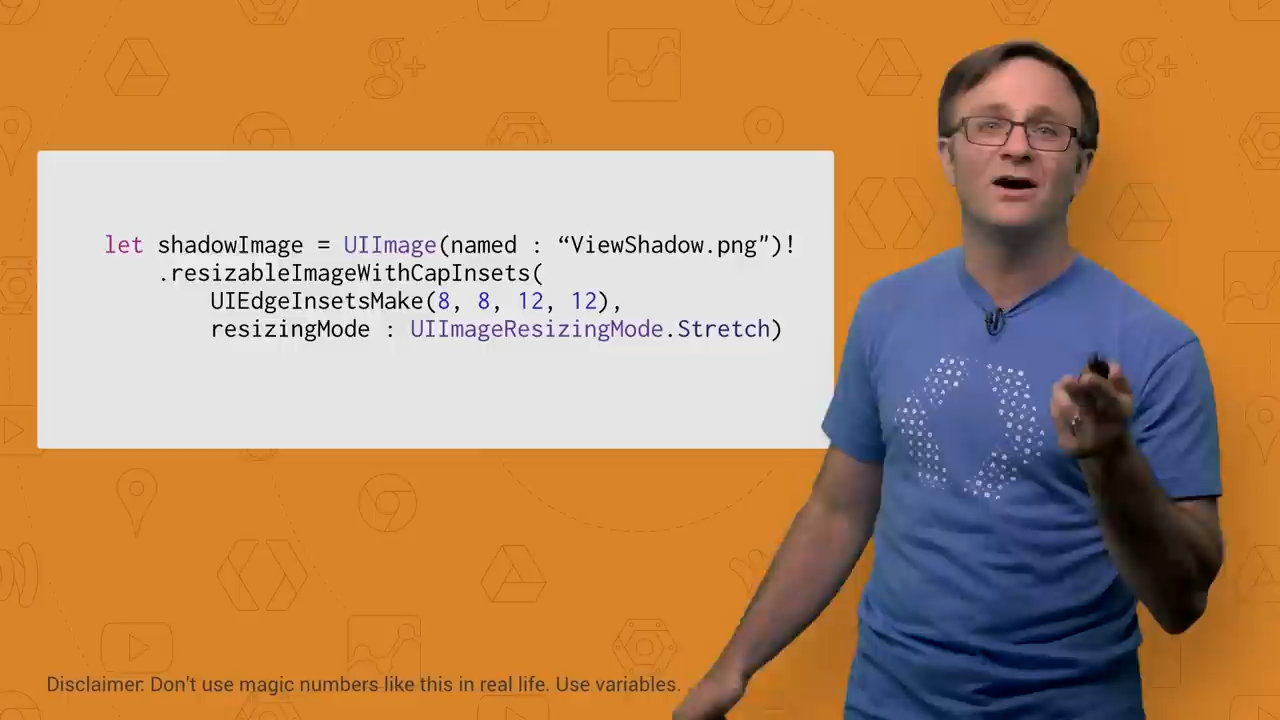 let shadowImage = UIImage(named : “ViewShadow.png")!
.resizableImageWithCapInsets(
UIEdgeInsetsMake(8, 8, 12, 12),
resizingMode : UIImageResizingMode.Stretch)
Disclaimer: Don't use magic numbers like this in real life. Use variables.